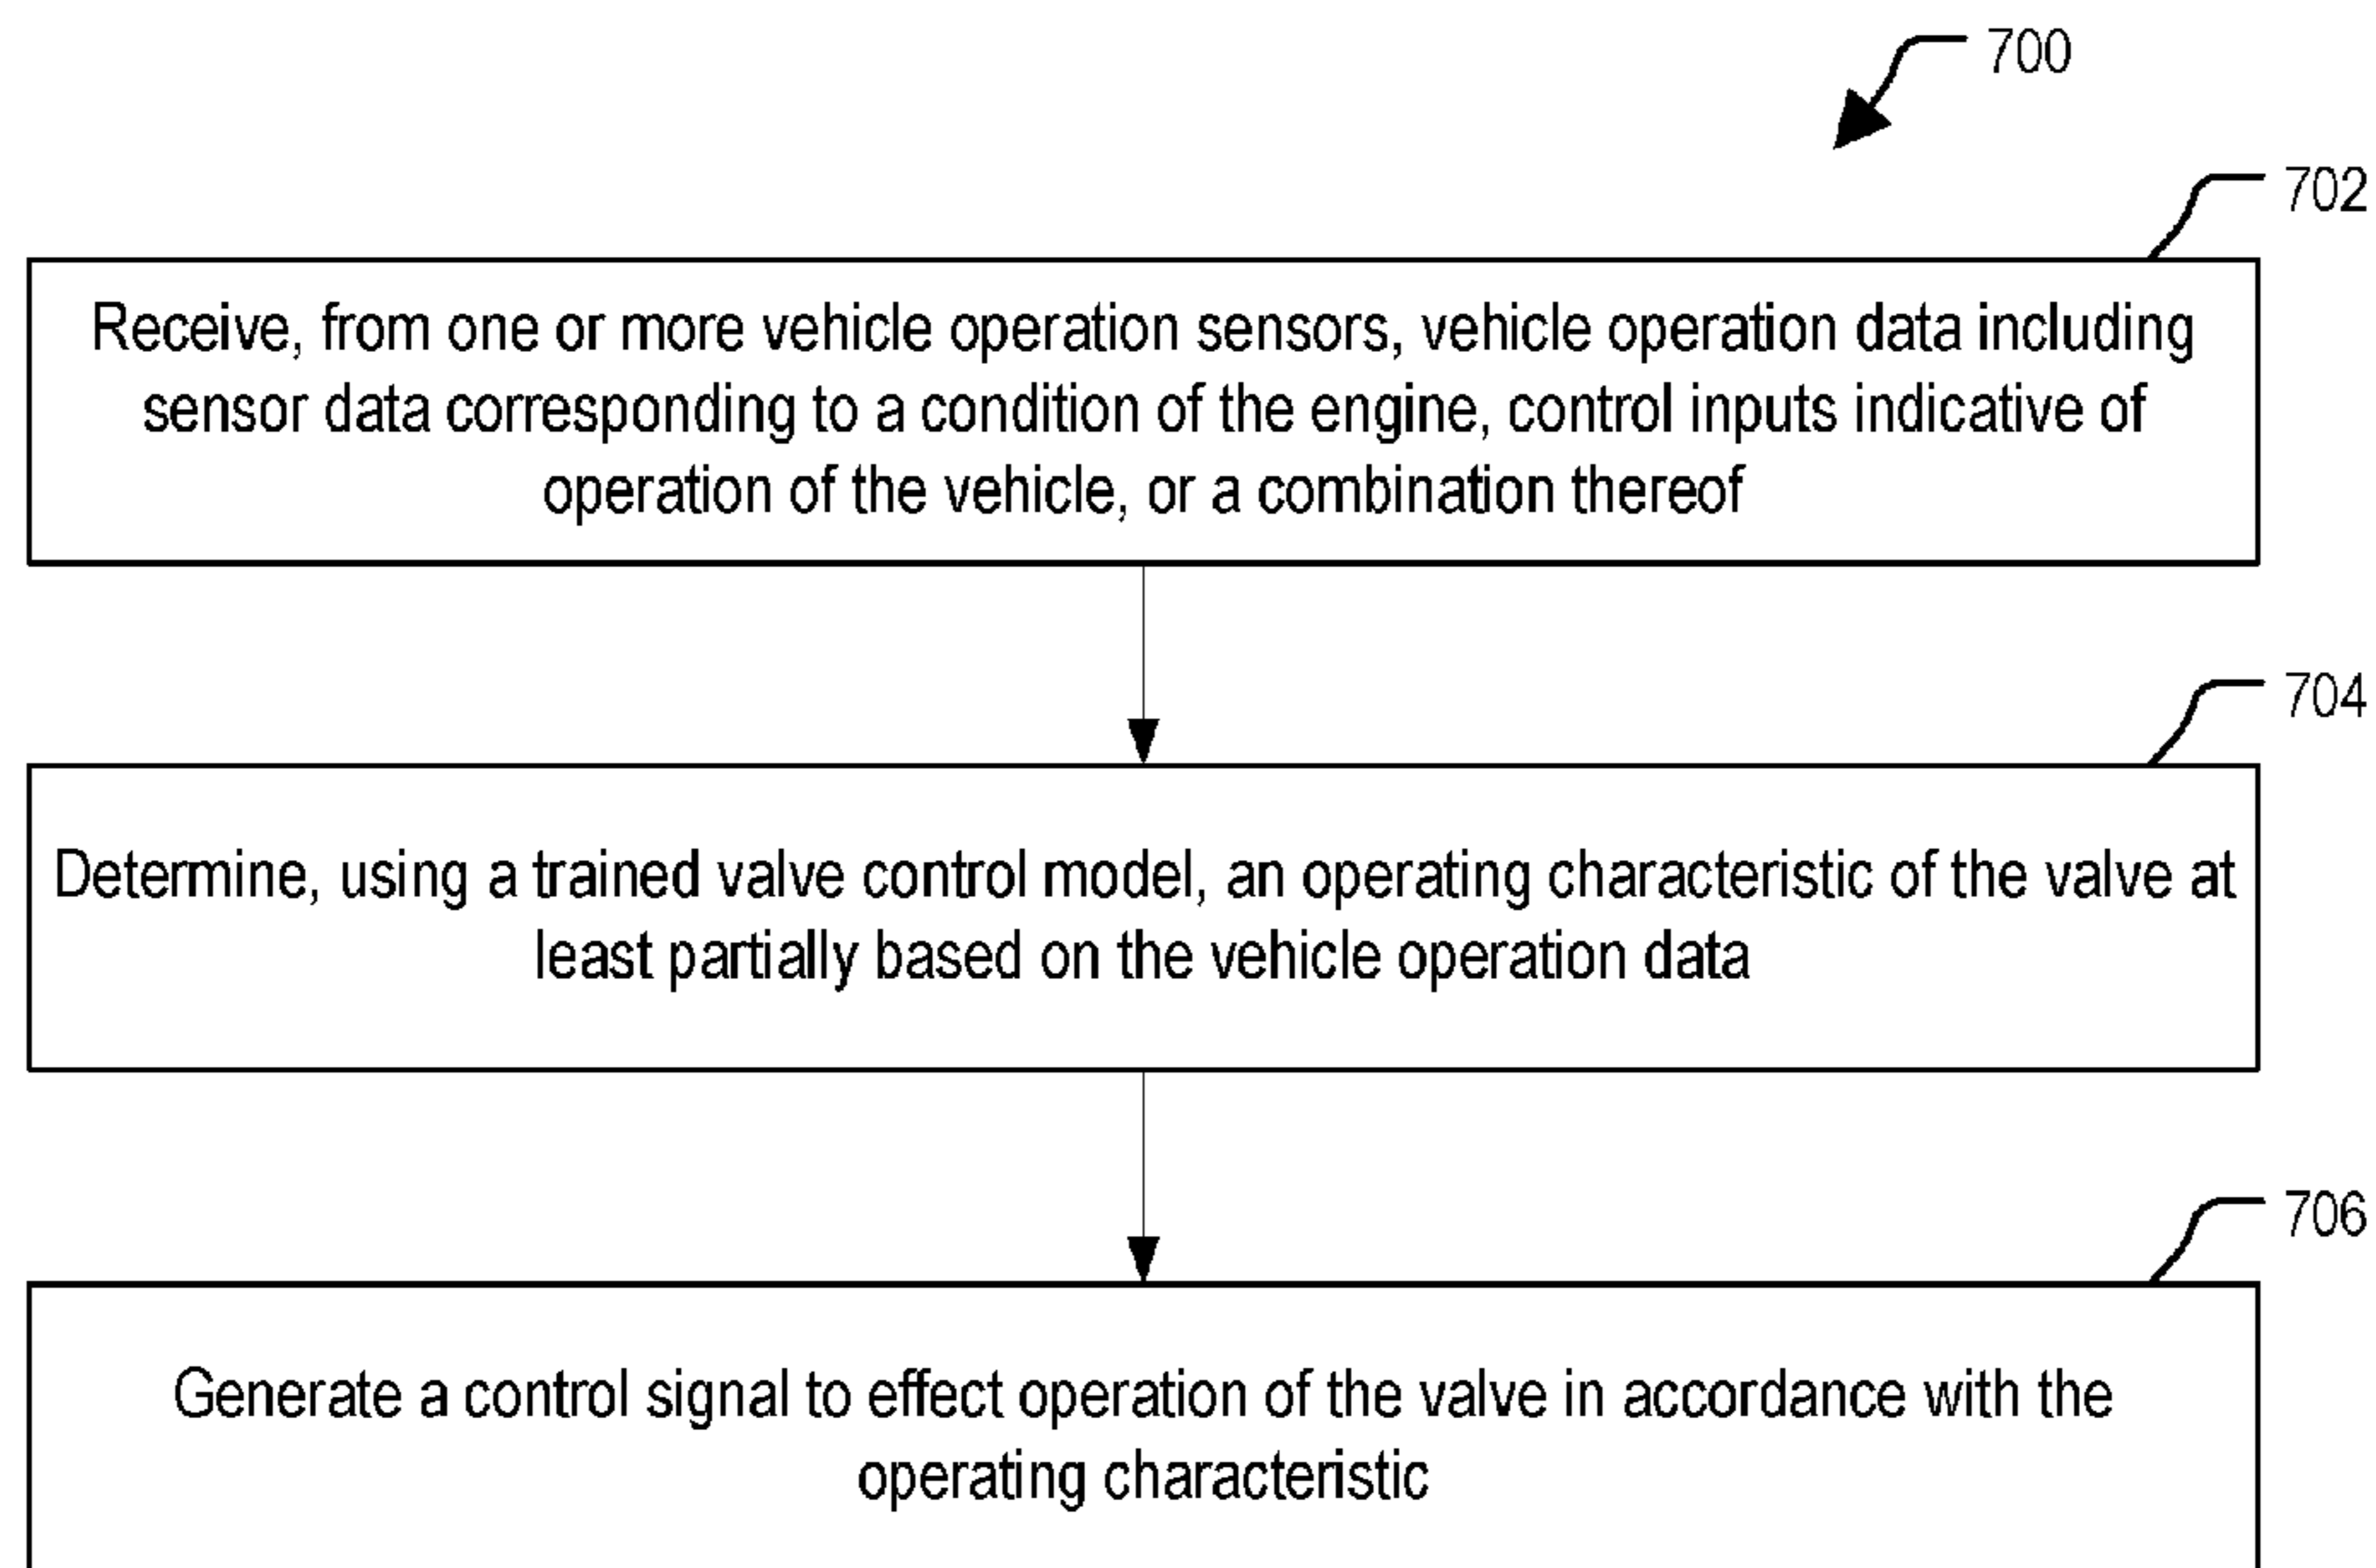 700
702
Receive, from one or more vehicle operation sensors, vehicle operation data including
sensor data corresponding to a condition of the engine, control inputs indicative of
operation of the vehicle, or a combination thereof
704
Determine, using a trained valve control model, an operating characteristic of the valve at
least partially based on the vehicle operation data
706
Generate a control signal to effect operation of the valve in accordance with the
operating characteristic